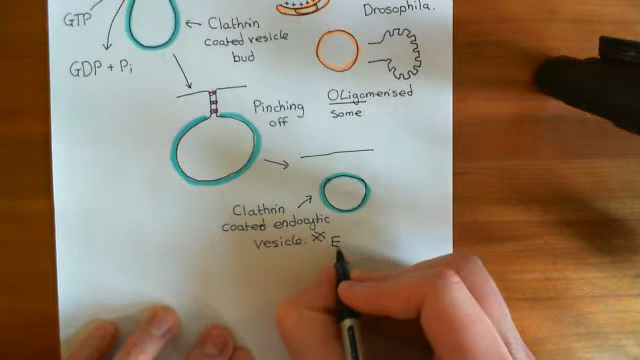 GTP
GDP + Pi
Clathrin
coated vesicle
bud
Drosophila.
OLigomerised
some
Pinching
off
Clathrin
coated endocytic
vesicle. X E